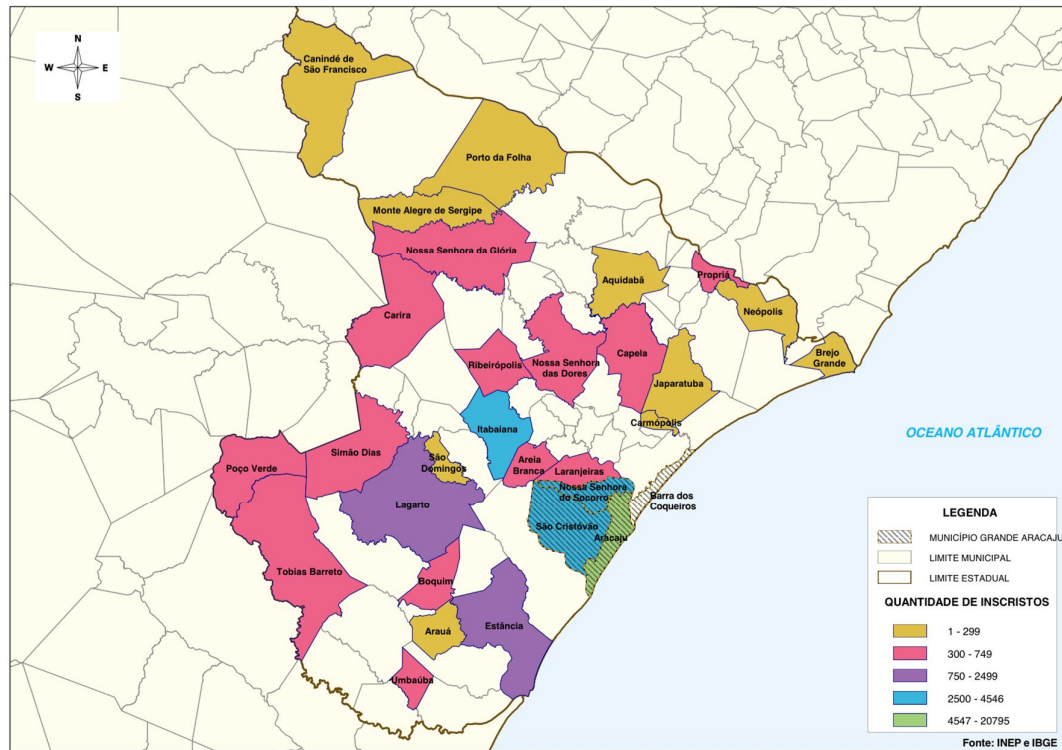 N
W E
S
Canindé de
São Francisco
Porto da Folha
Monte Alegre de Sergipe
Nossa Senhora da Glória
Aquidabã
Propriá
Neópolis
Carira
Brejo
Grande
Ribeirópolis
Nossa Senhora
das Dores
Capela
Japaratuba
Carmópolis
Itabaiana
OCEANO ATLÂNTICO
Simão Dias
São
Domingos
Areia
Branca
Laranjeiras
Poço Verde
Nossa Senhora
do Socorro
Barra dos
Coqueiros
Lagarto
São Cristóvão
Aracaju
Tobias Barreto
Boquim
Arauá
Estância
Umbaúba
LEGENDA
MUNICÍPIO GRANDE ARACAJU
LIMITE MUNICIPAL
LIMITE ESTADUAL
QUANTIDADE DE INSCRISTOS
1 - 299
300 - 749
750 - 2499
2500 - 4546
4547 - 20795
Fonte: INEP e IBGE